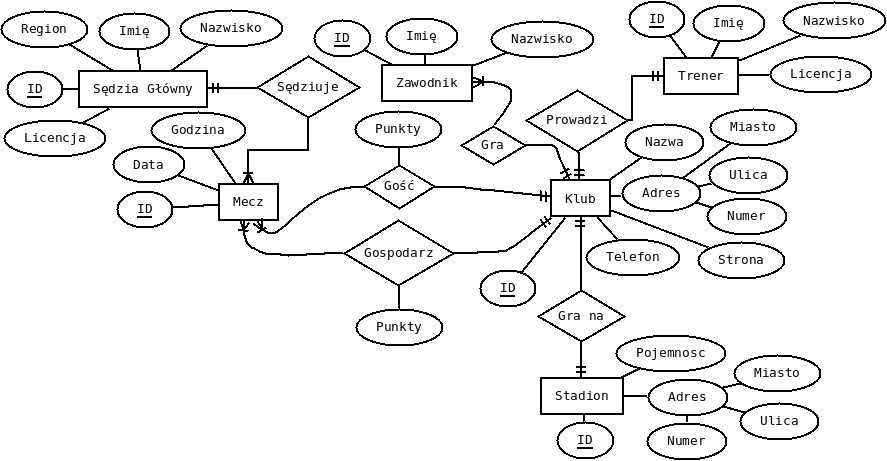 Region
Imię
Nazwisko
ID
Sędzia Główny
Licencja
Sędziuje
ID
Imię
Nazwisko
Zawodnik
Gra
ID
Imię
Nazwisko
Trener
Licencja
Prowadzi
Godzina
Data
ID
Mecz
Punkty
Gość
Gospodarz
Punkty
Klub
Nazwa
Miasto
Adres
Ulica
Numer
Telefon
Strona
ID
Gra na
Stadion
Pojemnosc
Adres
Miasto
Ulica
Numer
ID